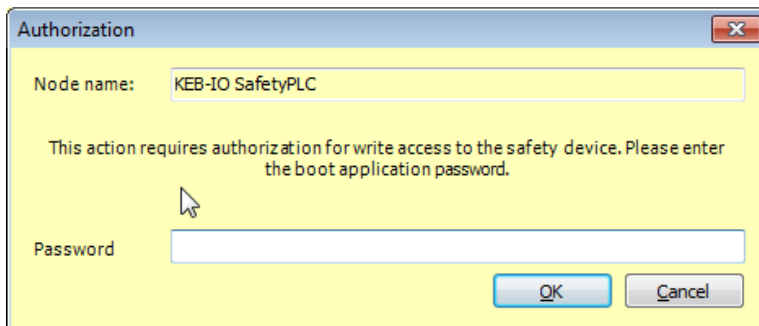 Authorization
Node name: KEB-IO SafetyPLC
This action requires authorization for write access to the safety device. Please enter
the boot application password.
Password
OK Cancel